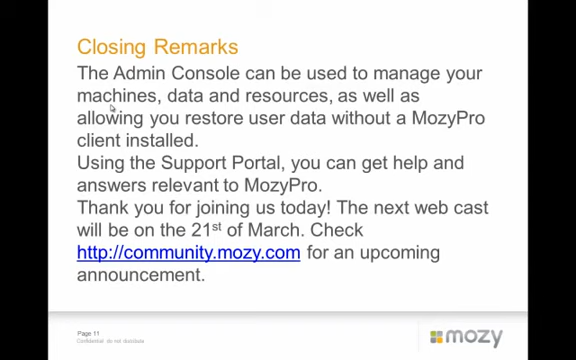 Closing Remarks
The Admin Console can be used to manage your
machines, data and resources, as well as
allowing you restore user data without a MozyPro
client installed.
Using the Support Portal, you can get help and
answers relevant to MozyPro.
Thank you for joining us today! The next web cast
will be on the 21st of March. Check
http://community.mozy.com for an upcoming
announcement.
Page 11
Confidential do not distribute
mozy